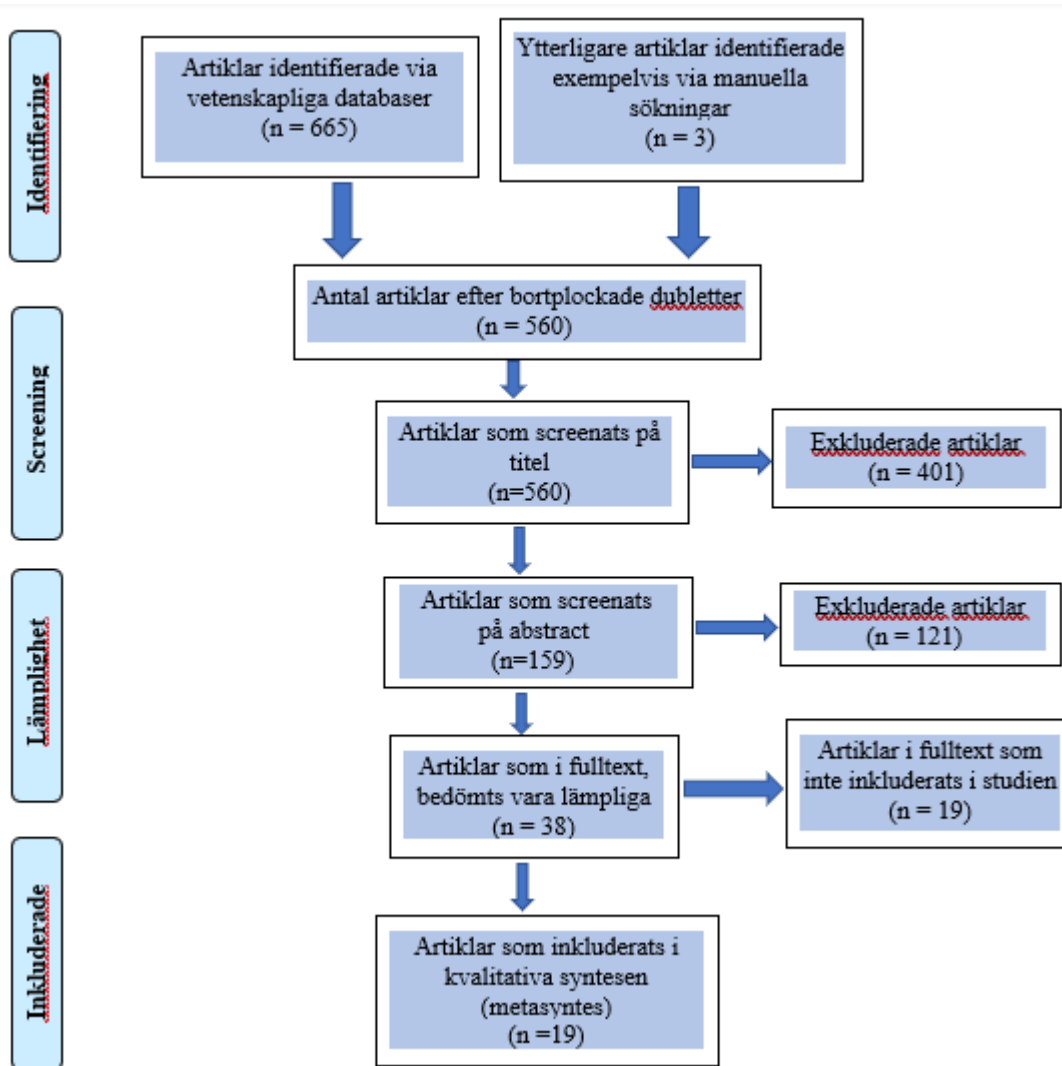 Identifiering
Artiklar identifierade via
vetenskapliga databaser
(n = 665)
Ytterligare artiklar identifierade
exempelvis via manuella
sökningar
(n = 3)
Antal artiklar efter bortplockade dubletter
(n = 560)
Screening
Artiklar som screenats på
titel
(n=560)
Exkluderade artiklar
(n = 401)
Lämplighet
Artiklar som screenats
på abstract
(n=159)
Exkluderade artiklar
(n = 121)
Artiklar som i fulltext,
bedömts vara lämpliga
(n = 38)
Artiklar i fulltext som
inte inkluderats i studien
(n = 19)
Inkluderade
Artiklar som inkluderats i
kvalitativa syntesen
(metasyntes)
(n =19)